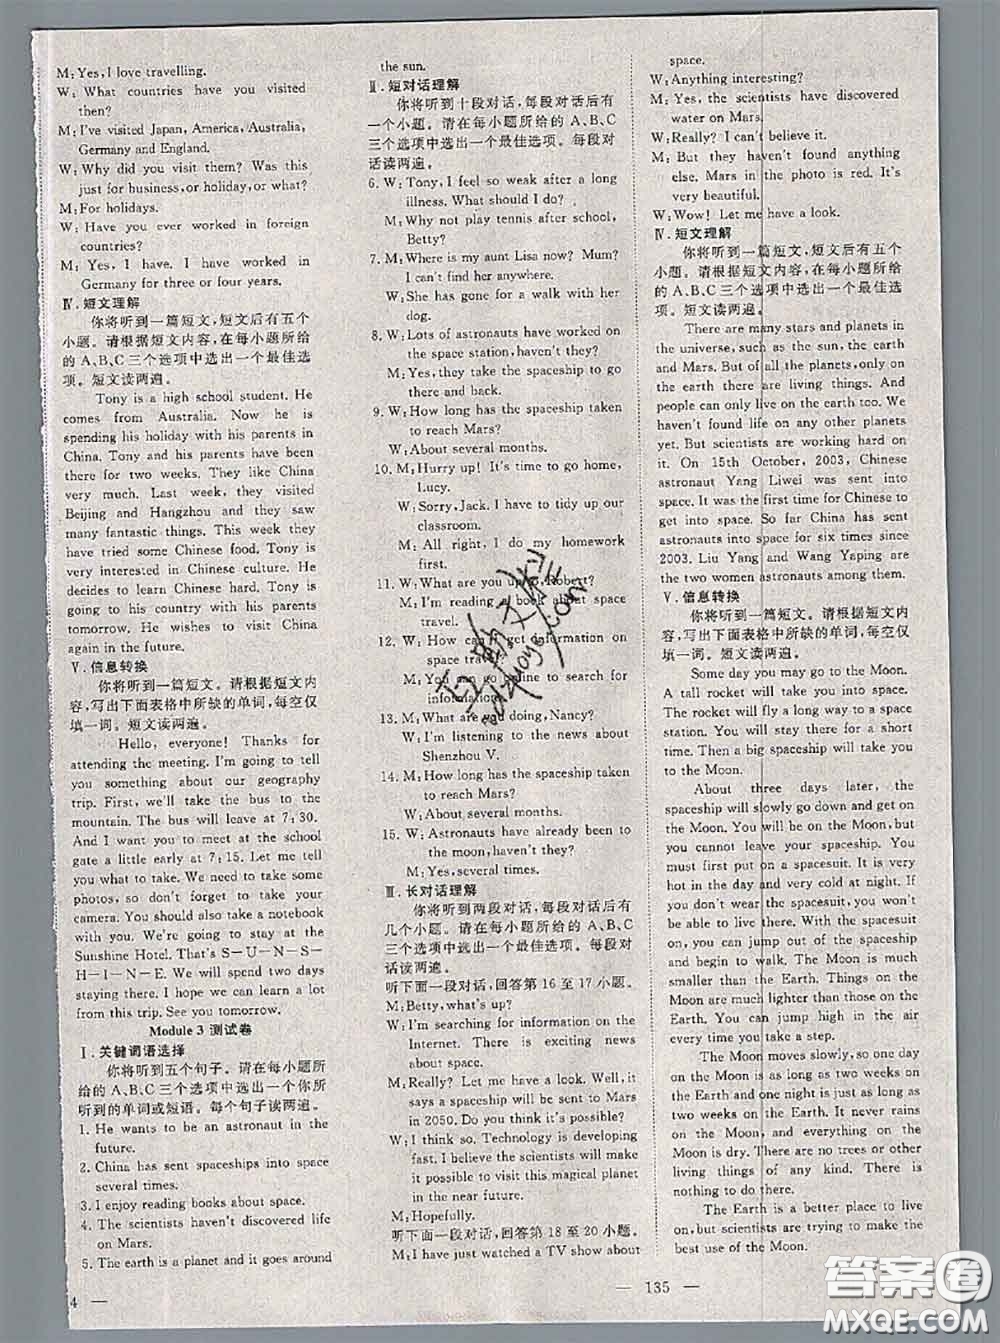 M: Yes, I love travelling.
W: What countries have you visited
then?
M: I've visited Japan, America, Australia,
Germany and England.
W: Why did you visit them? Was this
just for business, or holiday, or what?
M: For holidays.
W: Have you ever worked in foreign
countries?
M: Yes, I have. I have worked in
Germany for three or four years.
Ⅳ. 短文理解
你将听到一篇短文,短文后有五个
小题。请根据短文内容,在每小题所给
的A、B、C三个选项中选出一个最佳选
项。短文读两遍。
Tony is a high school student. He
comes from Australia. Now he is
spending his holiday with his parents in
China. Tony and his parents have been
there for two weeks. They like China
very much. Last week, they visited
Beijing and Hangzhou and they saw
many fantastic things. This week they
have tried some Chinese food. Tony is
very interested in Chinese culture. He
decides to learn Chinese hard. Tony is
going to his country with his parents
tomorrow. He wishes to visit China
again in the future.
Ⅴ. 信息转换
你将听到一篇短文。请根据短文内
容,写出下面表格中所缺的单词,每空仅
填一词。短文读两遍。
Hello, everyone! Thanks for
attending the meeting. I'm going to tell
you something about our geography
trip. First, we'll take the bus to the
mountain. The bus will leave at 7:30.
And I want you to meet at the school
gate a little early at 7:15. Let me tell
you what to take. We need to take some
photos, so don't forget to take your
camera. You should also take a notebook
with you. We're going to stay at the
Sunshine Hotel. That's S—U—N—S—
H—I—N—E. We will spend two days
staying there. I hope we can learn a lot
from this trip. See you tomorrow.
Module 3 测试卷
Ⅰ. 关键词语选择
你将听到五个句子。请在每小题所
给的A、B、C三个选项中选出一个你所
听到的单词或短语。每个句子读两遍。
1. He wants to be an astronaut in the
future.
2. China has sent spaceships into space
several times.
3. I enjoy reading books about space.
4. The scientists haven't discovered life
on Mars.
5. The earth is a planet and it goes around
4 —
the sun.
Ⅱ. 短对话理解
你将听到十段对话,每段对话后有
一个小题。请在每小题所给的A、B、C
三个选项中选出一个最佳选项。每段对
话读两遍。
6. W: Tony, I feel so weak after a long
illness. What should I do?
M: Why not play tennis after school,
Betty?
7. M: Where is my aunt Lisa now? Mum?
I can't find her anywhere.
W: She has gone for a walk with her
dog.
8. W: Lots of astronauts have worked on
the space station, haven't they?
M: Yes, they take the spaceship to go
there and back.
9. W: How long has the spaceship taken
to reach Mars?
W: About several months.
10. M: Hurry up! It's time to go home,
Lucy.
W: Sorry, Jack. I have to tidy up our
classroom.
M: All right, I do my homework
first.
11. W: What are you up to, Robert?
M: I'm reading a book about space
travel.
12. W: How can I get information on
space travel?
M: You can go online to search for
information.
13. M: What are you doing, Nancy?
W: I'm listening to the news about
Shenzhou V.
14. M: How long has the spaceship taken
to reach Mars?
W: About several months.
15. W: Astronauts have already been to
the moon, haven't they?
M: Yes, several times.
Ⅲ. 长对话理解
你将听到两段对话,每段对话后有
几个小题。请在每小题所给的A、B、C
三个选项中选出一个最佳选项。每段对
话读两遍。
听下面一段对话,回答第16至17小题。
M: Betty, what's up?
W: I'm searching for information on the
Internet. There is exciting news
about space.
M: Really? Let me have a look. Well, it
says a spaceship will be sent to Mars
in 2050. Do you think it's possible?
W: I think so. Technology is developing
fast. I believe the scientists will make
it possible to visit this magical planet
in the near future.
M: Hopefully.
听下面一段对话,回答第18至20小题。
M: I have just watched a TV show about
space.
W: Anything interesting?
M: Yes, the scientists have discovered
water on Mars.
W: Really? I can't believe it.
M: But they haven't found anything
else. Mars in the photo is red. It's
very beautiful.
W: Wow! Let me have a look.
Ⅳ. 短文理解
你将听到一篇短文,短文后有五个
小题。请根据短文内容,在每小题所给
的A、B、C三个选项中选出一个最佳选
项。短文读两遍。
There are many stars and planets in
the universe, such as the sun, the earth
and Mars. But of all the planets, only on
the earth there are living things. And
people can only live on the earth too. We
haven't found life on any other planets
yet. But scientists are working hard on
it. On 15th October, 2003, Chinese
astronaut Yang Liwei was sent into
space. It was the first time for Chinese to
get into space. So far China has sent
astronauts into space for six times since
2003. Liu Yang and Wang Yaping are
the two women astronauts among them.
Ⅴ. 信息转换
你将听到一篇短文。请根据短文内
容,写出下面表格中所缺的单词,每空仅
填一词。短文读两遍。
Some day you may go to the Moon.
A tall rocket will take you into space.
The rocket will fly a long way to a space
station. You will stay there for a short
time. Then a big spaceship will take you
to the Moon.
About three days later, the
spaceship will slowly go down and get on
the Moon. You will be on the Moon, but
you cannot leave your spaceship. You
must first put on a spacesuit. It is very
hot in day and very cold at night. If
you don't wear the spacesuit, you won't
be able to live there. With the spacesuit
on, you can jump out of the spaceship
and begin to walk. The Moon is much
smaller than the Earth. Things on the
Moon are much lighter than those on the
Earth. You can jump high in the air
every time you take a step.
The Moon moves slowly, so one day
on the Moon is as long as two weeks on
the Earth and one night is just as long as
two weeks on the Earth. It never rains
on the Moon, and everything on the
Moon is dry. There are no trees or other
living things of any kind. There is
nothing to do there.
The Earth is a better place to live
on, but scientists are trying to make the
best use of the Moon.
— 135 —
答案圈
MXQE.COM